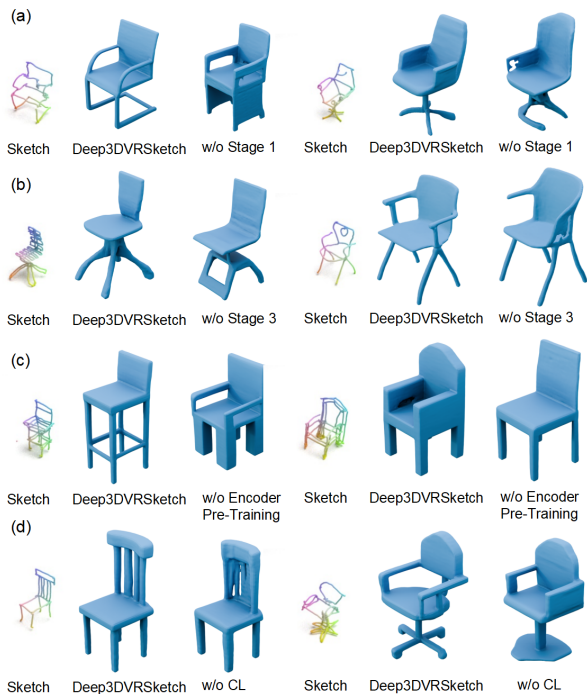 (a)
Sketch Deep3DVRSketch w/o Stage 1 Sketch Deep3DVRSketch w/o Stage 1
(b)
Sketch Deep3DVRSketch w/o Stage 3 Sketch Deep3DVRSketch w/o Stage 3
(c)
Sketch Deep3DVRSketch w/o Encoder Sketch Deep3DVRSketch w/o Encoder
Pre-Training Pre-Training
(d)
Sketch Deep3DVRSketch w/o CL Sketch Deep3DVRSketch w/o CL